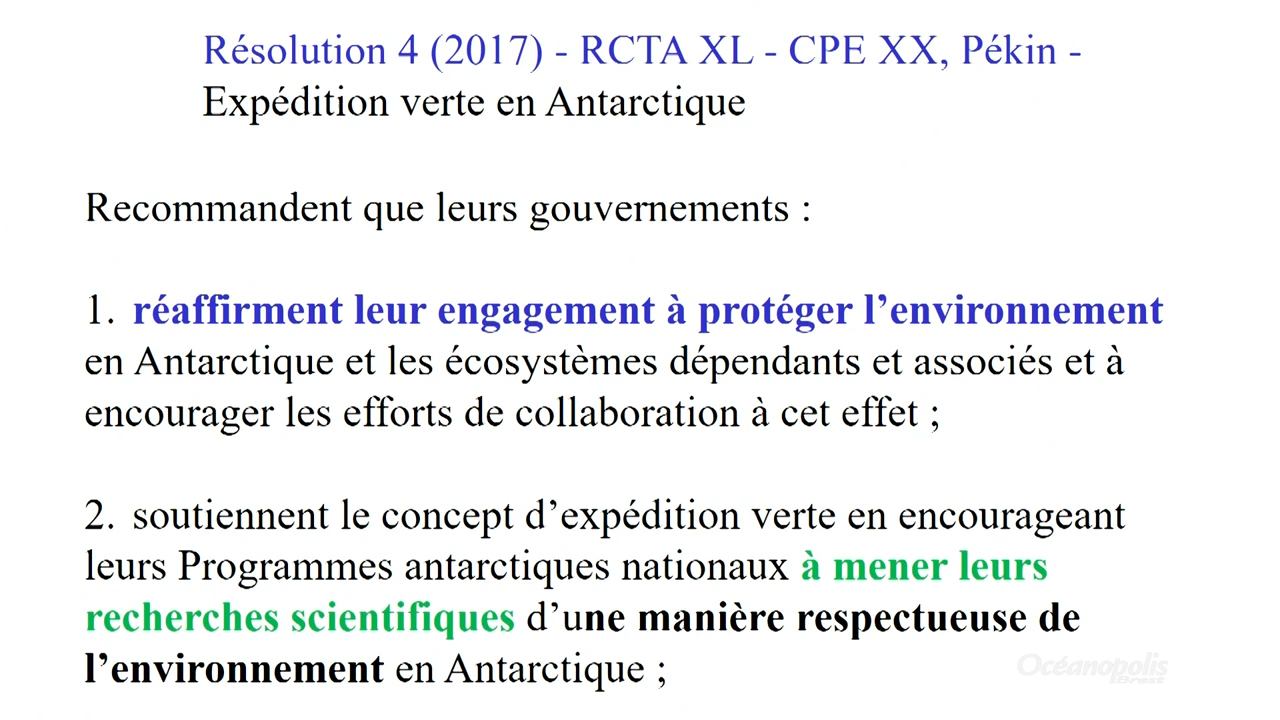 Résolution 4 (2017) - RCTA XL - CPE XX, Pékin -
Expédition verte en Antarctique
Recommandent que leurs gouvernements :
1. réaffirment leur engagement à protéger l’environnement
en Antarctique et les écosystèmes dépendants et associés et à
encourager les efforts de collaboration à cet effet ;
2. soutiennent le concept d’expédition verte en encourageant
leurs Programmes antarctiques nationaux à mener leurs
recherches scientifiques d’une manière respectueuse de
l’environnement en Antarctique ;
Océanopolis
Brest